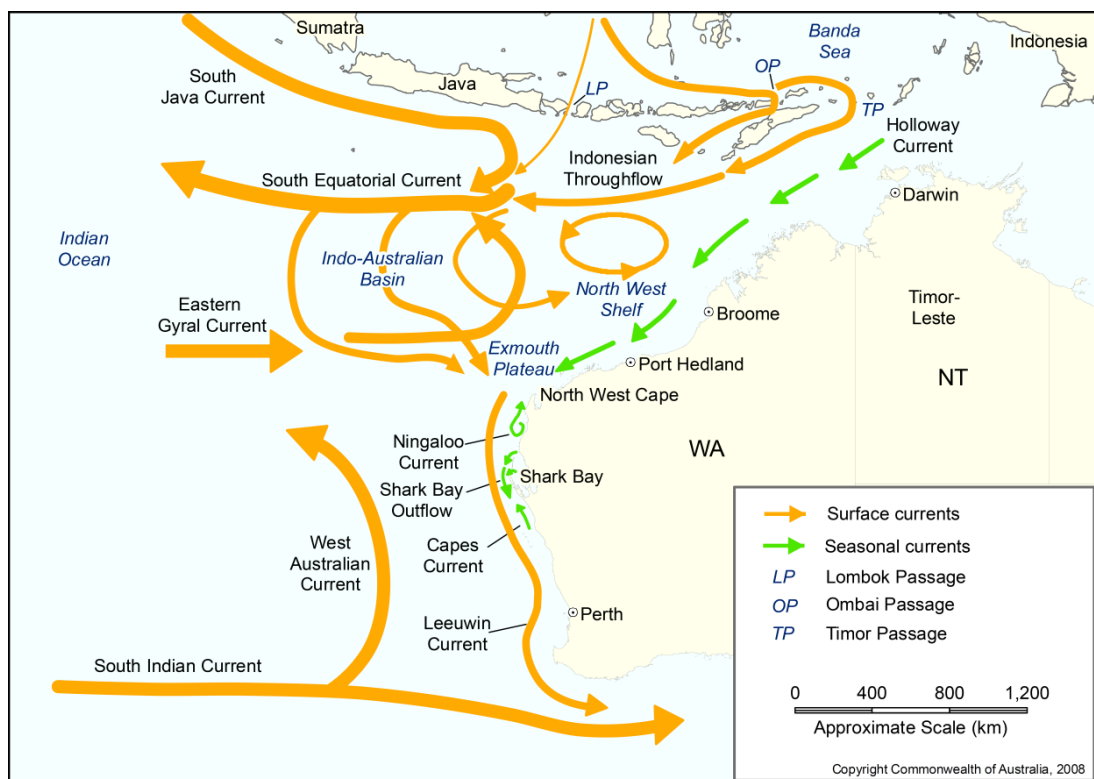 Sumatra
Banda
Sea
Indonesia
South
Java Current
Java
LP
OP
TP
Holloway
Current
Indonesian
Throughflow
South Equatorial Current
Darwin
Indian
Ocean
Indo-Australian
Basin
North West
Shelf
Eastern
Gyral Current
Timor-
Leste
Broome
Exmouth
Plateau
Port Hedland
NT
North West Cape
Ningaloo
Current
WA
Shark Bay
Shark Bay
Outflow
West
Australian
Current
Capes
Current
Leeuwin
Current
Perth
South Indian Current
Surface currents
Seasonal currents
LP Lombok Passage
OP Ombai Passage
TP Timor Passage
0 400 800 1,200
Approximate Scale (km)
Copyright Commonwealth of Australia, 2008